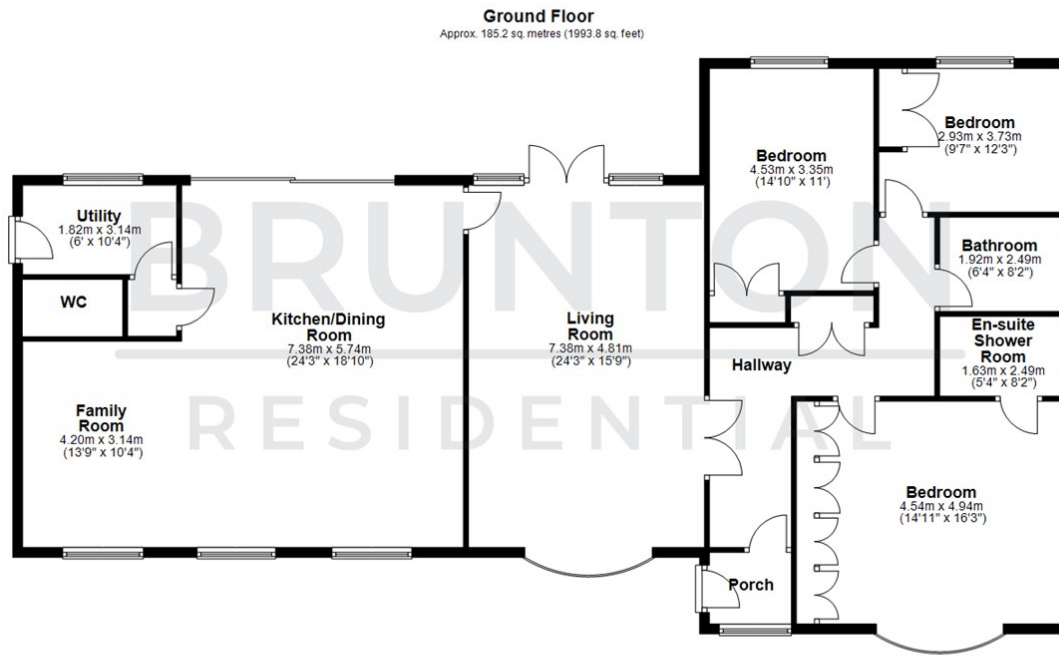 Ground Floor
Approx. 185.2 sq. metres (1993.8 sq. feet)
Bedroom
2.93m x 3.73m
(9'7" x 12'3")
Bedroom
4.53m x 3.35m
(14'10" x 11')
Utility
1.82m x 3.14m
(6' x 10'4")
Bathroom
1.92m x 2.49m
(6'4" x 8'2")
WC
Kitchen/Dining
Room
7.38m x 5.74m
(24'3" x 18'10")
Living
Room
7.38m x 4.81m
(24'3" x 15'9")
En-suite
Shower
Room
1.63m x 2.49m
(5'4" x 8'2")
Hallway
Family
Room
4.20m x 3.14m
(13'9" x 10'4")
Bedroom
4.54m x 4.94m
(14'11" x 16'3")
Porch
BRUNTON
RESIDENTIAL